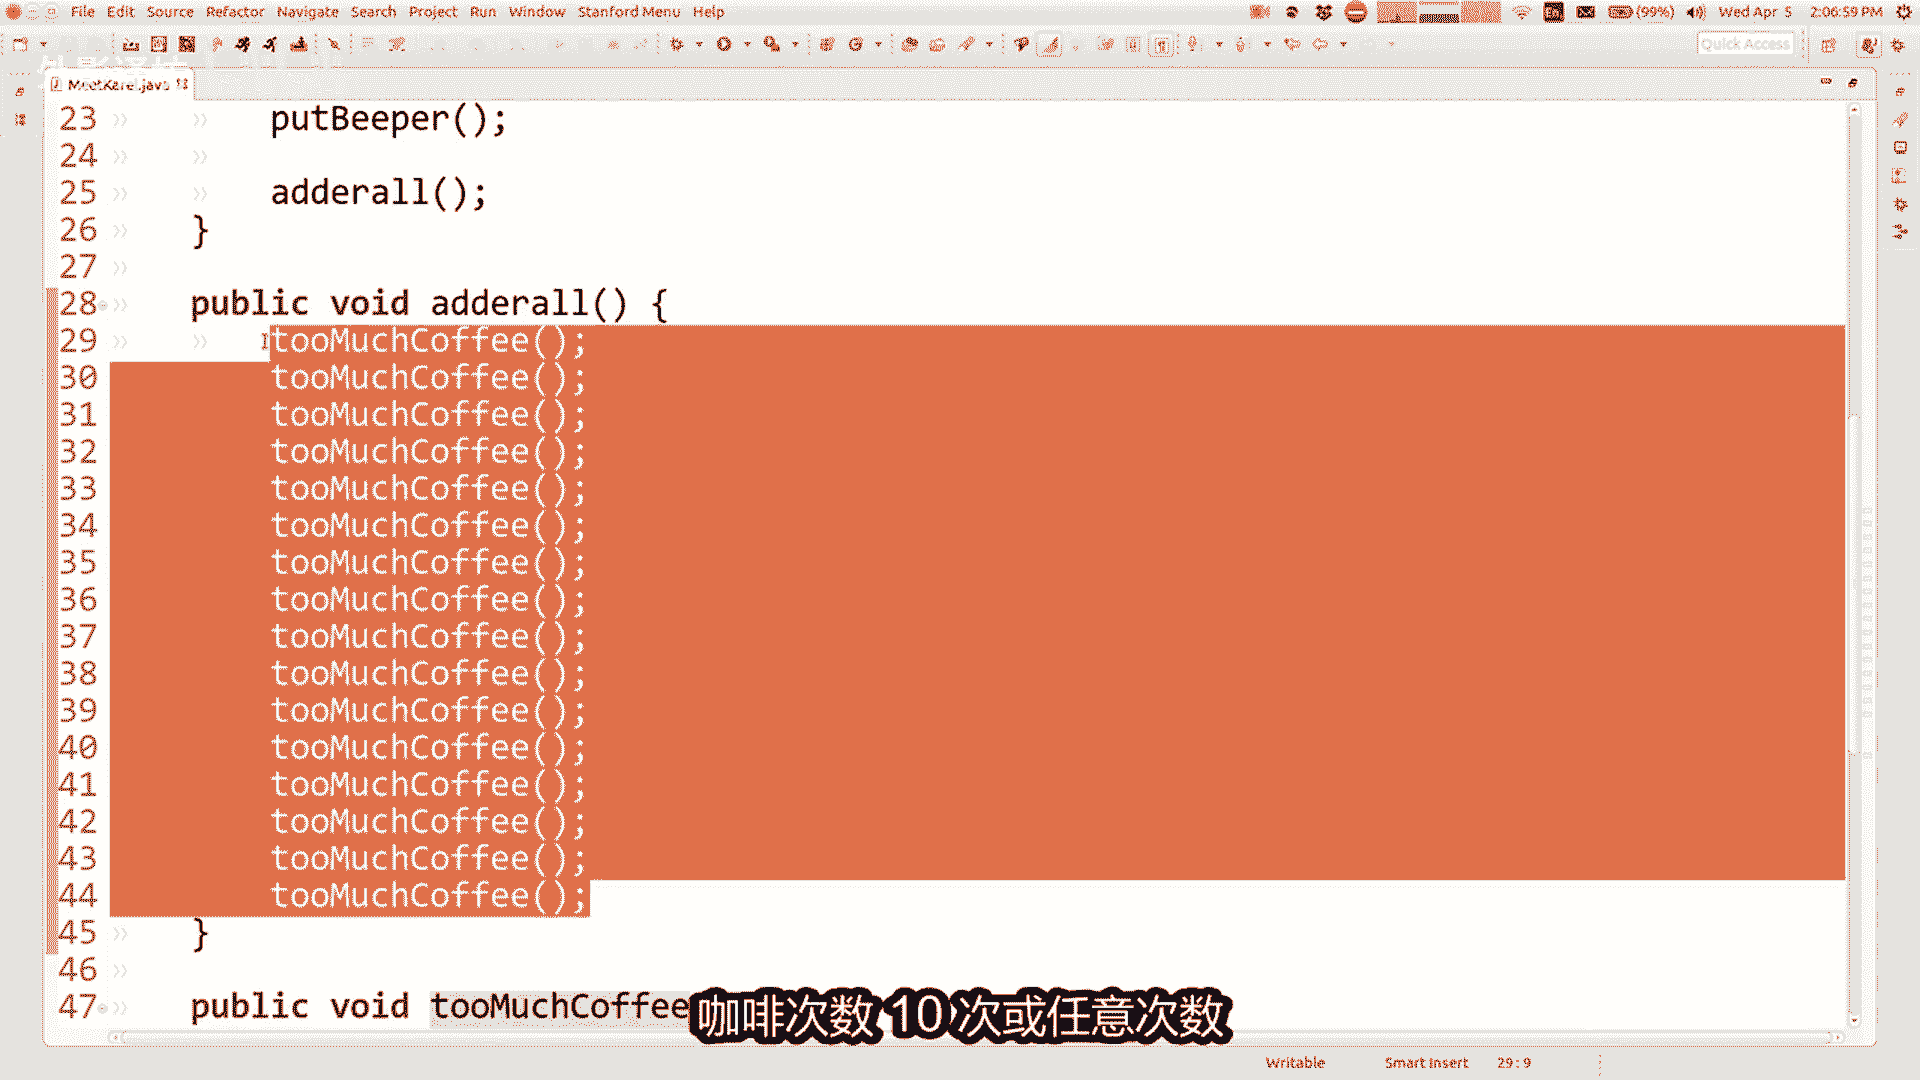 File Edit Source Refactor Navigate Search Project Run Window Stanford Menu Help (99%) Wed Apr 5 2:06:59 PM
Quick Access
MeetKarel.java
23 putBeeper();
24
25 adderall();
26 }
27
28 public void adderall() {
29 tooMuchCoffee();
30 tooMuchCoffee();
31 tooMuchCoffee();
32 tooMuchCoffee();
33 tooMuchCoffee();
34 tooMuchCoffee();
35 tooMuchCoffee();
36 tooMuchCoffee();
37 tooMuchCoffee();
38 tooMuchCoffee();
39 tooMuchCoffee();
40 tooMuchCoffee();
41 tooMuchCoffee();
42 tooMuchCoffee();
43 tooMuchCoffee();
44 tooMuchCoffee();
45 }
46
47 public void tooMuchCoffee
咖啡次数 10 次或任意次数
Writable Smart Insert 29:9